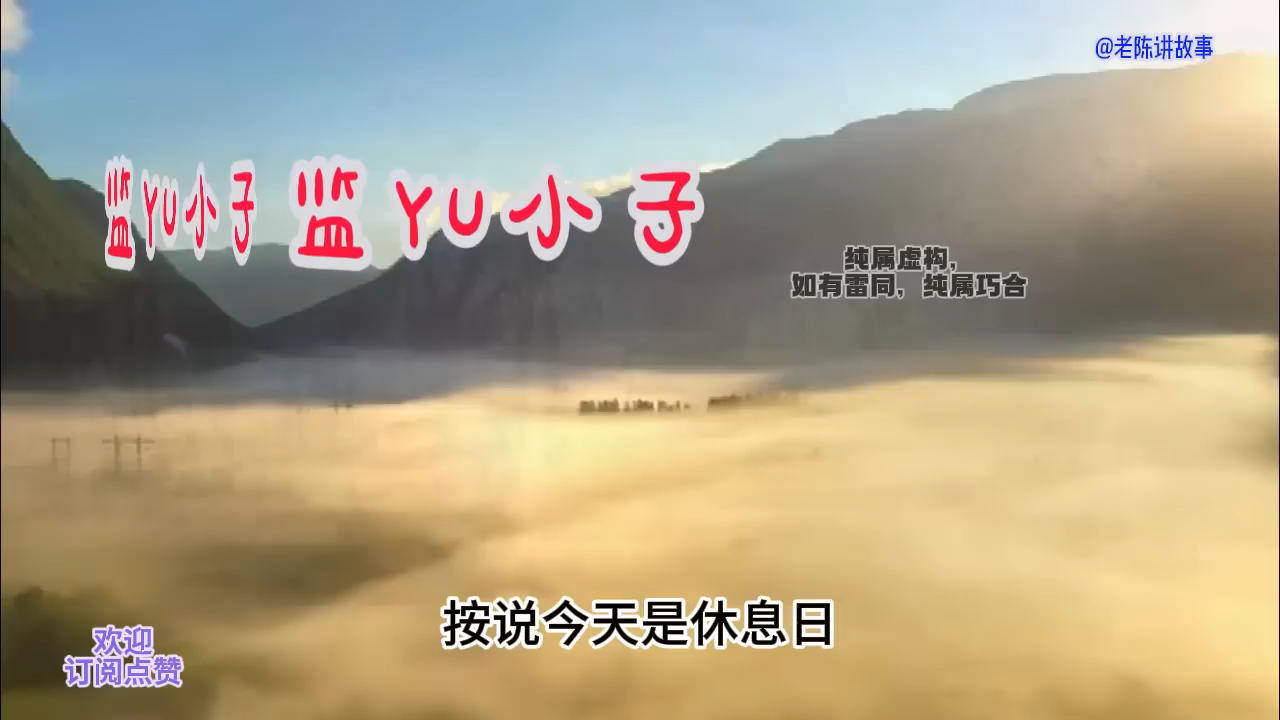 @老陈讲故事
监YU小子 监YU小子
纯属虚构，
如有雷同，纯属巧合
按说今天是休息日
欢迎
订阅点赞